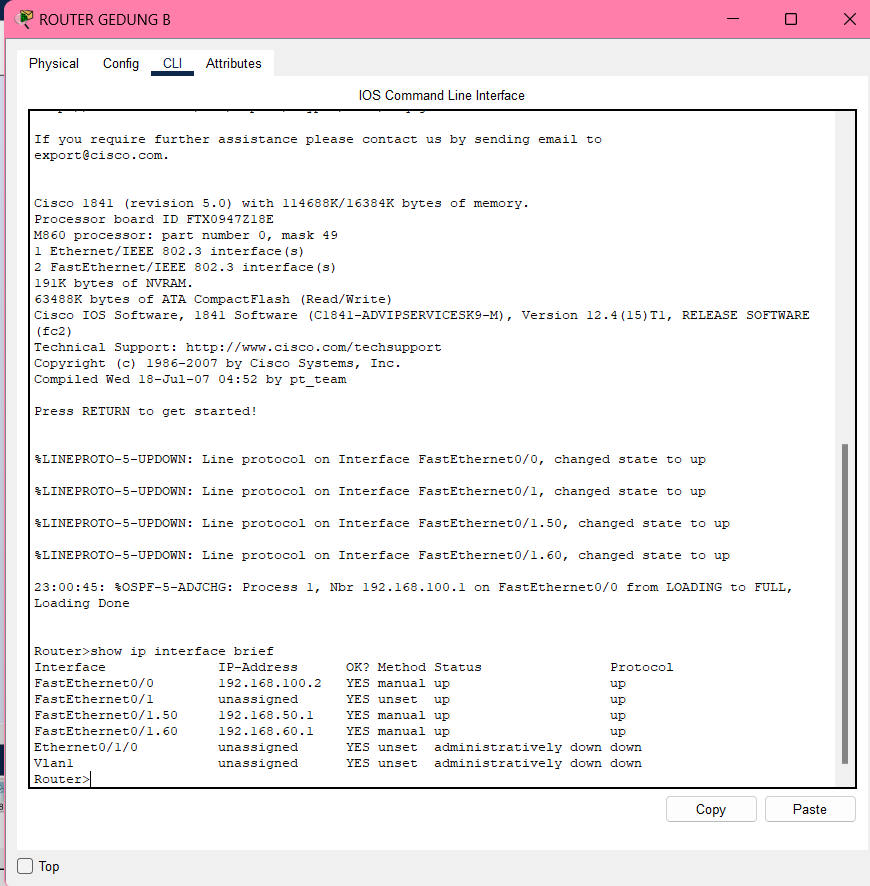 ROUTER GEDUNG B
Physical Config CLI Attributes
IOS Command Line Interface
If you require further assistance please contact us by sending email to
export@cisco.com.
Cisco 1841 (revision 5.0) with 114688K/16384K bytes of memory.
Processor board ID FTX0947Z18E
M860 processor: part number 0, mask 49
1 Ethernet/IEEE 802.3 interface(s)
2 FastEthernet/IEEE 802.3 interface(s)
191K bytes of NVRAM.
63488K bytes of ATA CompactFlash (Read/Write)
Cisco IOS Software, 1841 Software (C1841-ADVIPSERVICESK9-M), Version 12.4(15)T1, RELEASE SOFTWARE
(fc2)
Technical Support: http://www.cisco.com/techsupport
Copyright (c) 1986-2007 by Cisco Systems, Inc.
Compiled Wed 18-Jul-07 04:52 by pt_team
Press RETURN to get started!
%LINEPROTO-5-UPDOWN: Line protocol on Interface FastEthernet0/0, changed state to up
%LINEPROTO-5-UPDOWN: Line protocol on Interface FastEthernet0/1, changed state to up
%LINEPROTO-5-UPDOWN: Line protocol on Interface FastEthernet0/1.50, changed state to up
%LINEPROTO-5-UPDOWN: Line protocol on Interface FastEthernet0/1.60, changed state to up
23:00:45: %OSPF-5-ADJCHG: Process 1, Nbr 192.168.100.1 on FastEthernet0/0 from LOADING to FULL,
Loading Done
Router>show ip interface brief
Interface IP-Address OK? Method Status Protocol
FastEthernet0/0 192.168.100.2 YES manual up up
FastEthernet0/1 unassigned YES unset up up
FastEthernet0/1.50 192.168.50.1 YES manual up up
FastEthernet0/1.60 192.168.60.1 YES manual up up
Ethernet0/1/0 unassigned YES unset administratively down down
Vlan1 unassigned YES unset administratively down down
Router>
Copy Paste
Top